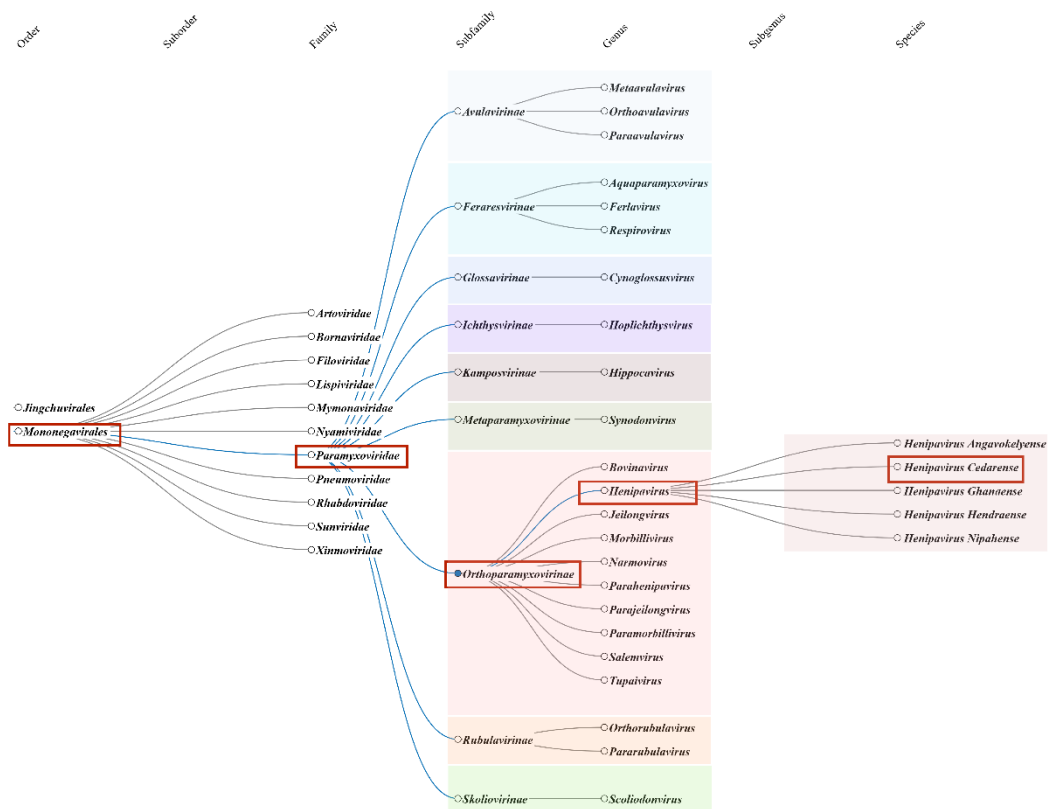 Order Suborder Family Subfamily Genus Subgenus Species
Metaavulavirus
Avulavirinae Orthoavulavirus
Paraavulavirus
Aquaparamyxovirus
Feraresvirinae Ferlavirus
Respirovirus
Glossavirinae Cynoglossusvirus
Artoviridae
Ichthysvirinae Hoplichthysvirus
Bornaviridae
Filoviridae
Kamposvirinae Hippocavirus
Lispiviridae
Jingchuvirales Mymonaviridae
Metaparamyxovirinae Synodonvirus
Mononegavirales Nyamiviridae
Henipavirus Angavokelyense
Paramyxoviridae
Bovinavirus Henipavirus Cedarense
Pneumoviridae
Henipavirus Henipavirus Ghanaense
Rhabdoviridae
Jeilongvirus Henipavirus Hendraense
Sunviridae
Morbillivirus Henipavirus Nipahense
Xinmoviridae
Narmovirus
Orthoparamyxovirinae
Parahenipavirus
Parajeilongvirus
Paramorbillivirus
Salemvirus
Tupaivirus
Orthorubulavirus
Rubulavirinae
Pararubulavirus
Skoliovirinae Scoliodonvirus